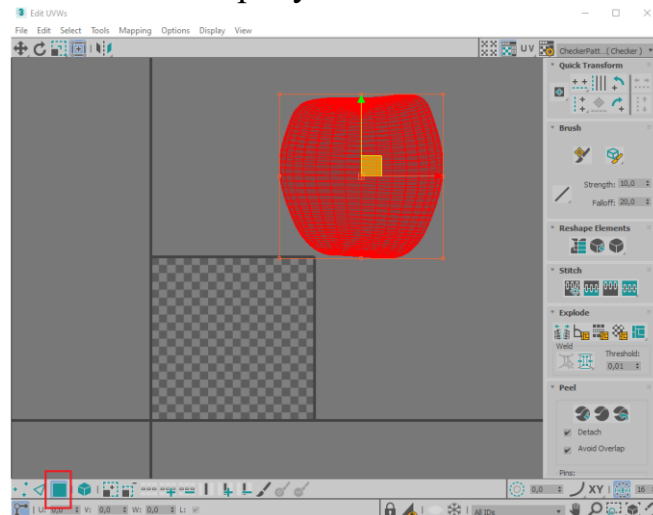 Edit UVWs
File Edit Select Tools Mapping Options Display View
UV CheckerPatt...( Checker )
Quick Transform
Brush
Strength: 10,0
Falloff: 20,0
Reshape Elements
Stitch
Explode
Weld
Threshold:
0,01
Peel
Detach
Avoid Overlap
Pins:
0,0 XY 16
U: 0,0 V: 0,0 W: 0,0 L: All IDs